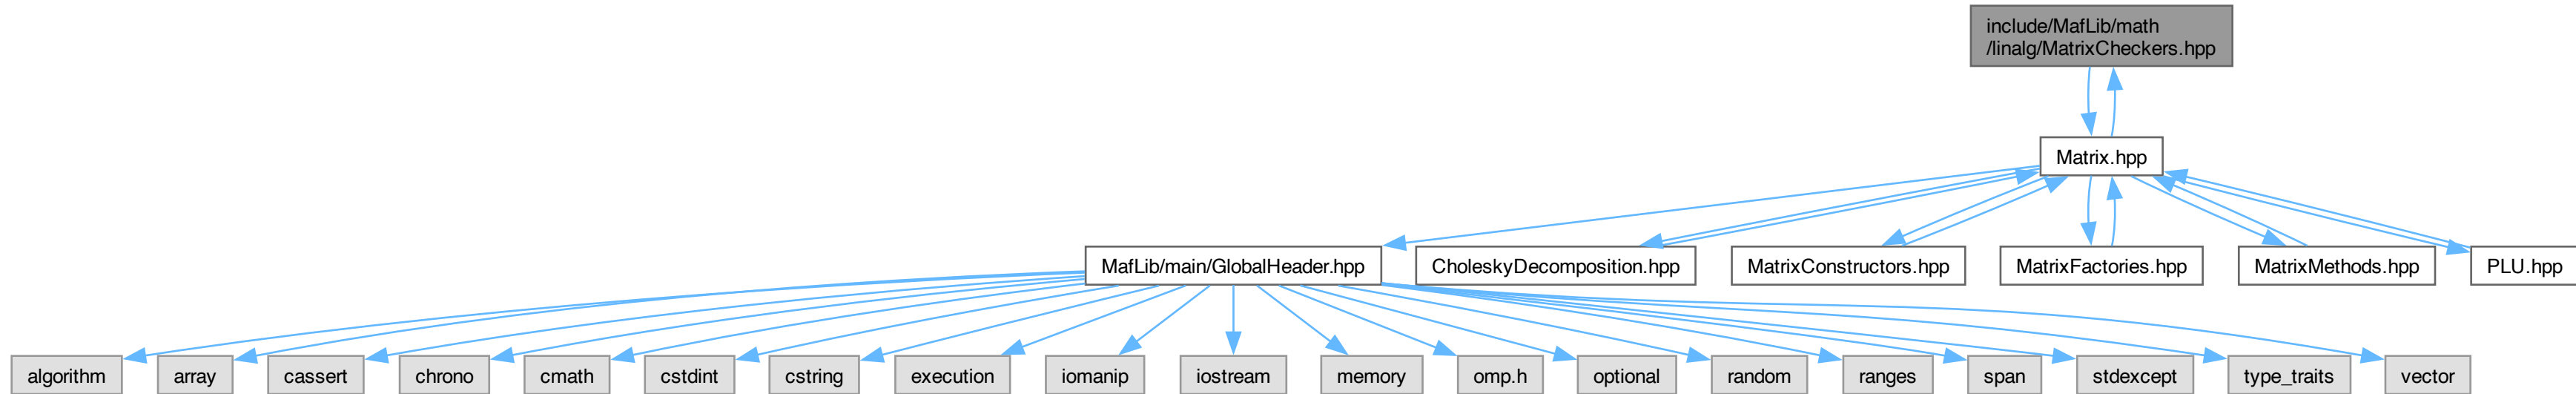 include/MafLib/math
/linalg/MatrixCheckers.hpp
Matrix.hpp
MafLib/main/GlobalHeader.hpp
CholeskyDecomposition.hpp
MatrixConstructors.hpp
MatrixFactories.hpp
MatrixMethods.hpp
PLU.hpp
algorithm
array
cassert
chrono
cmath
cstdint
cstring
execution
iomanip
iostream
memory
omp.h
optional
random
ranges
span
stdexcept
type_traits
vector